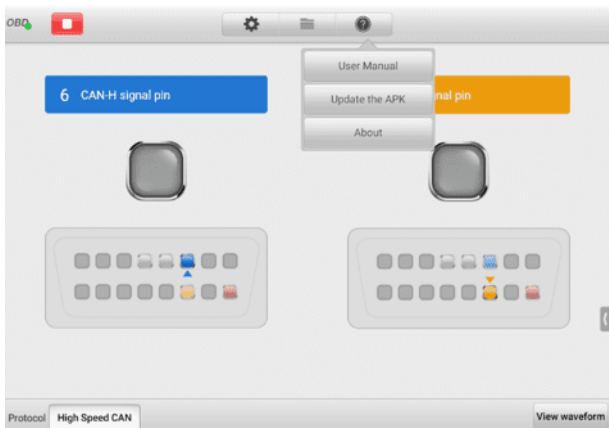 OBD
User Manual
6 CAN-H signal pin
nal pin
Update the APK
About
Protocol High Speed CAN
View waveform